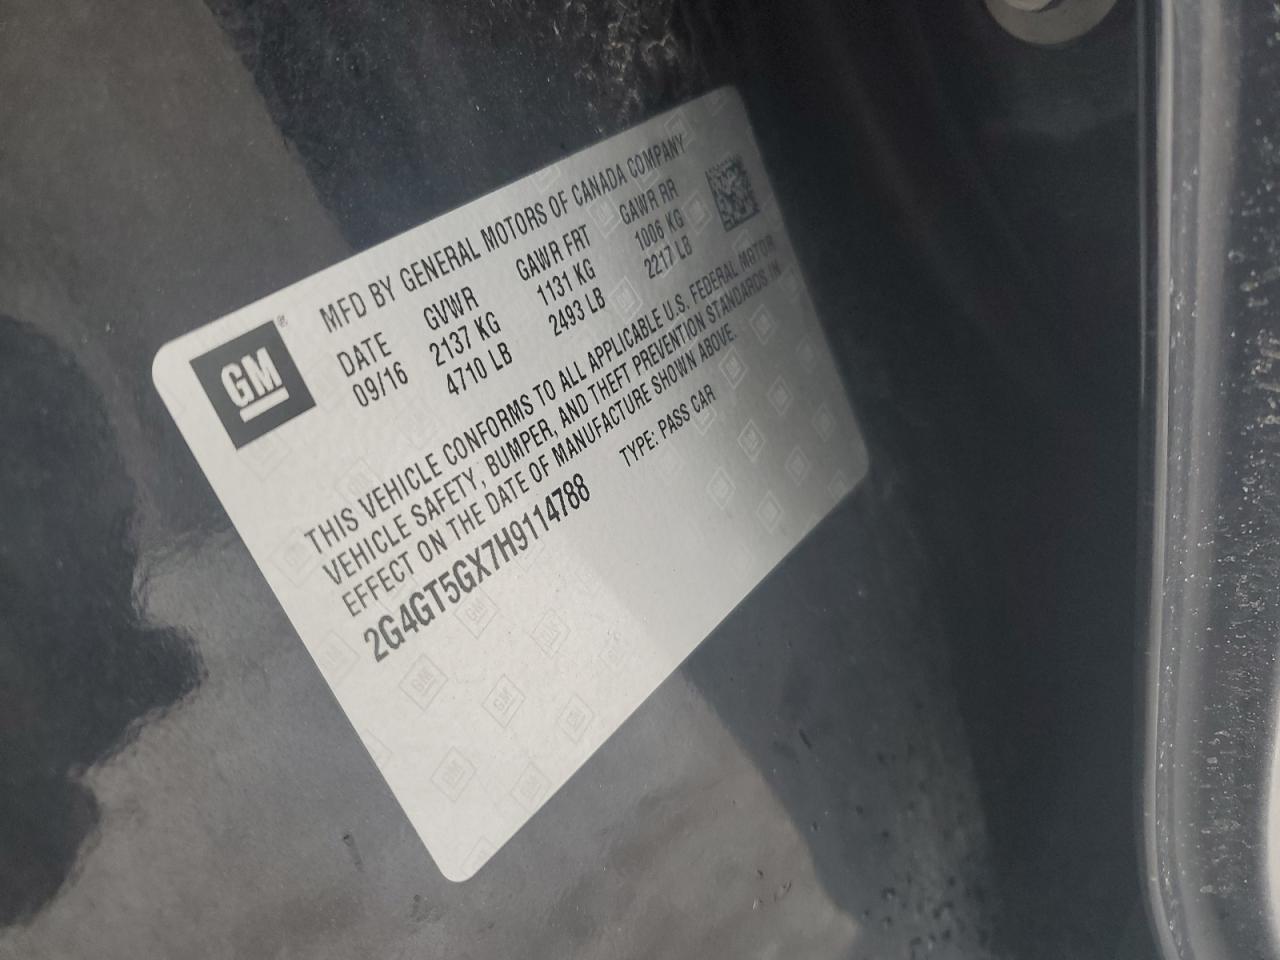 GM®
MFD BY GENERAL MOTORS OF CANADA COMPANY
DATE GVWR GAWR FRT GAWR RR
09/16 2137 KG 1131 KG 1006 KG
4710 LB 2493 LB 2217 LB
THIS VEHICLE CONFORMS TO ALL APPLICABLE U.S. FEDERAL MOTOR
VEHICLE SAFETY, BUMPER, AND THEFT PREVENTION STANDARDS IN
EFFECT ON THE DATE OF MANUFACTURE SHOWN ABOVE.
2G4GT5GX7H9114788 TYPE: PASS CAR